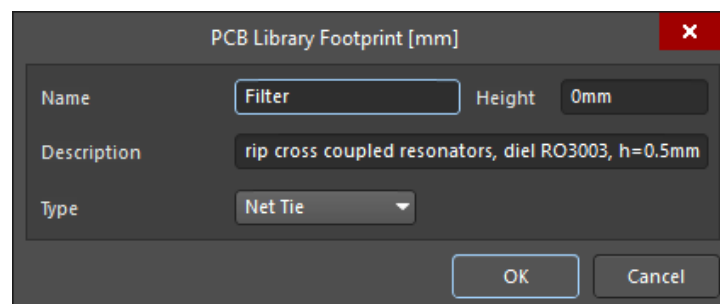 PCB Library Footprint [mm]
Name Filter Height 0mm
Description rip cross coupled resonators, diel RO3003, h=0.5mm
Type Net Tie
OK Cancel